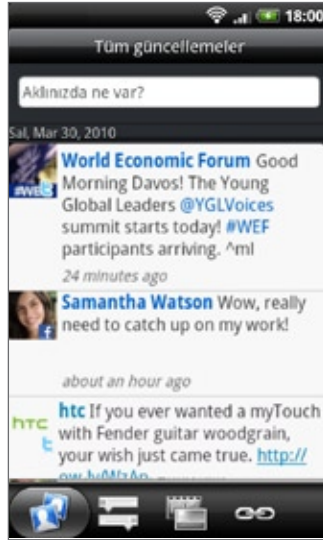 18:00
Tüm güncellemeler
Aklınızda ne var?
Sal, Mar 30, 2010
#WEF
World Economic Forum Good
Morning Davos! The Young
Global Leaders @YGLVoices
summit starts today! #WEF
participants arriving. ^ml
24 minutes ago
Samantha Watson Wow, really
need to catch up on my work!
about an hour ago
htc
htc If you ever wanted a myTouch
with Fender guitar woodgrain,
your wish just came true. http://